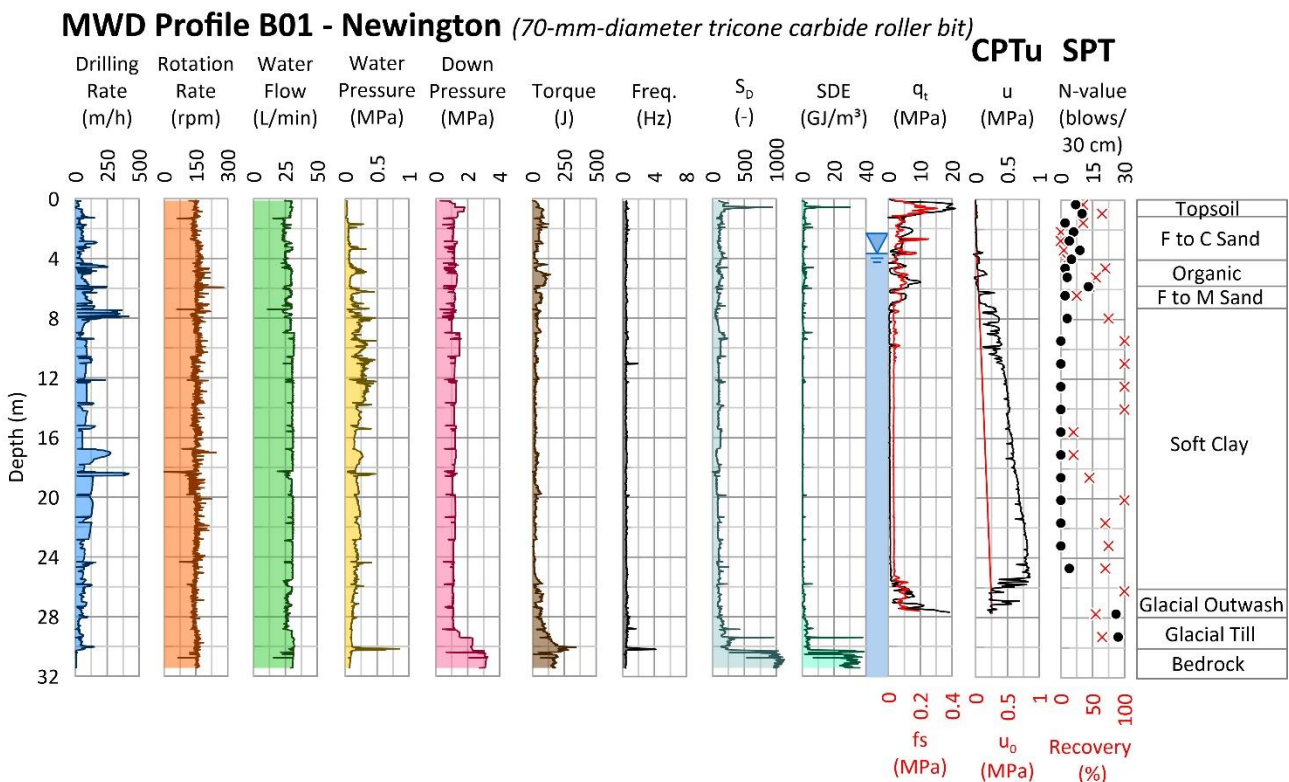 MWD Profile B01 - Newington (70-mm-diameter tricone carbide roller bit)
CPTu SPT
Drilling Rate (m/h)
Rotation Rate (rpm)
Water Flow (L/min)
Water Pressure (MPa)
Down Pressure (MPa)
Torque (J)
Freq. (Hz)
S_D (-)
SDE (GJ/m³)
q_t (MPa)
u (MPa)
N-value (blows/ 30 cm)
0 250 500
0 150 300
0 25 50
0 0.5 1
0 2 4
0 250 500
0 4 8
0 500 1000
0 20 40
0 10 20
0 0.5 1
0 15 30
Depth (m)
0
4
8
12
16
20
24
28
32
Topsoil
F to C Sand
Organic
F to M Sand
Soft Clay
Glacial Outwash
Glacial Till
Bedrock
0 0.2 0.4
0 0.5 1
0 50 100
fs (MPa)
u₀ (MPa)
Recovery (%)